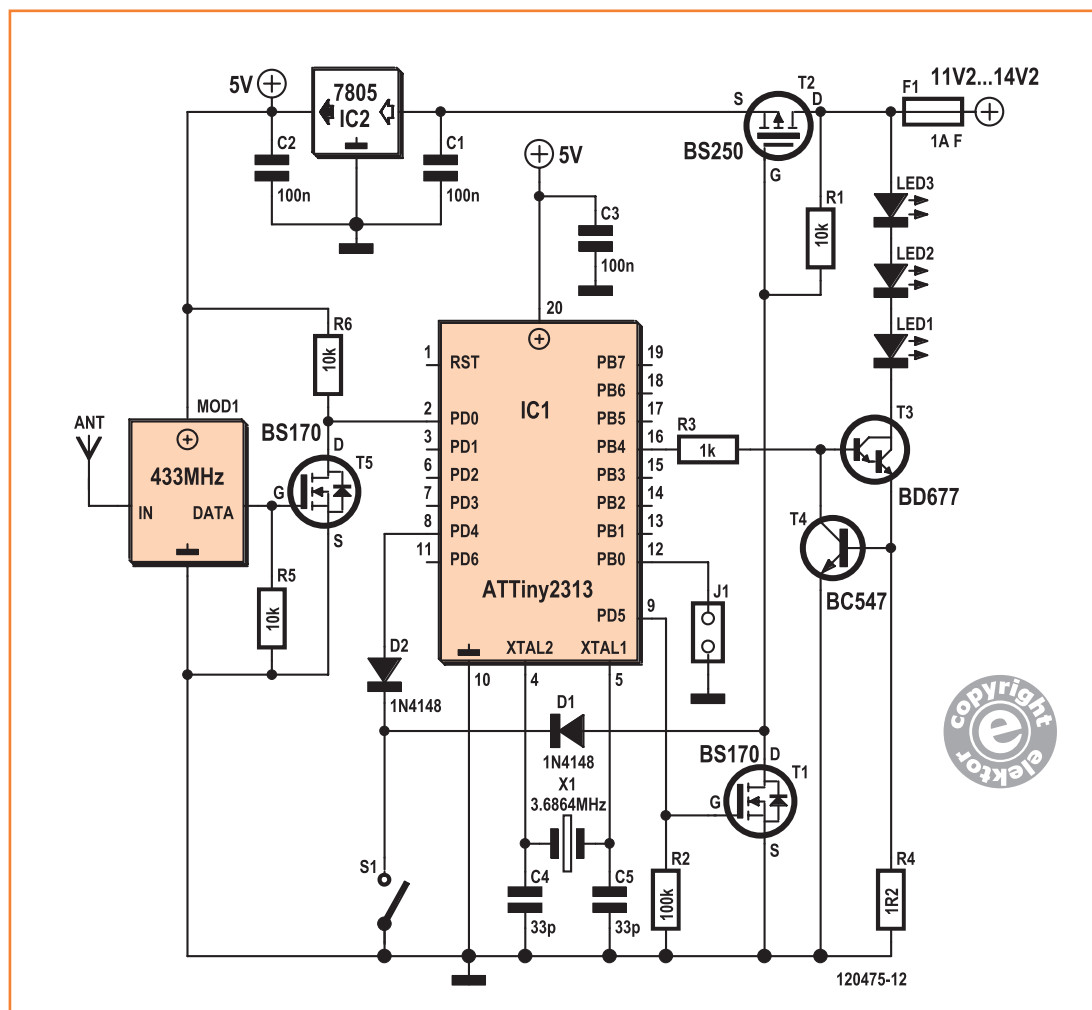 5V
7805
IC2
C2
100n
C1
100n
S
T2
D
BS250
G
F1
11V2...14V2
1A F
5V
C3
100n
R1
10k
LED3
LED2
LED1
R6
10k
20
1
RST
PB7
19
PB6
18
IC1
2
PD0
PB5
17
3
PD1
PB4
16
6
PD2
PB3
15
7
PD3
PB2
14
8
PD4
PB1
13
11
PD6
PB0
12
ATTiny2313
PD5
9
XTAL2
XTAL1
10
4
5
R3
1k
T3
BD677
T4
BC547
J1
ANT
MOD1
433MHz
IN
DATA
BS170
D
G
T5
S
R5
10k
D2
1N4148
D1
1N4148
X1
3.6864MHz
BS170
D
T1
G
S
S1
C4
33p
C5
33p
R2
100k
R4
1R2
copyright
e
elektor
120475-12